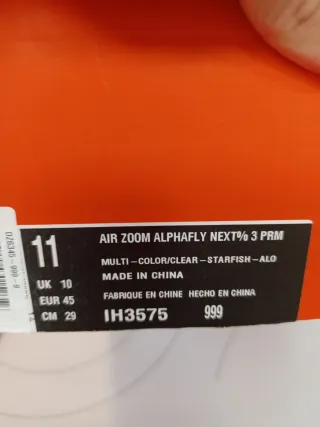 11
UK 10
EUR 45
CM 29
AIR ZOOM ALPHAFLY NEXT% 3 PRM
MULTI-COLOR/CLEAR-STARFISH-ALO
MADE IN CHINA
FABRIQUE EN CHINE HECHO EN CHINA
IH3575 999